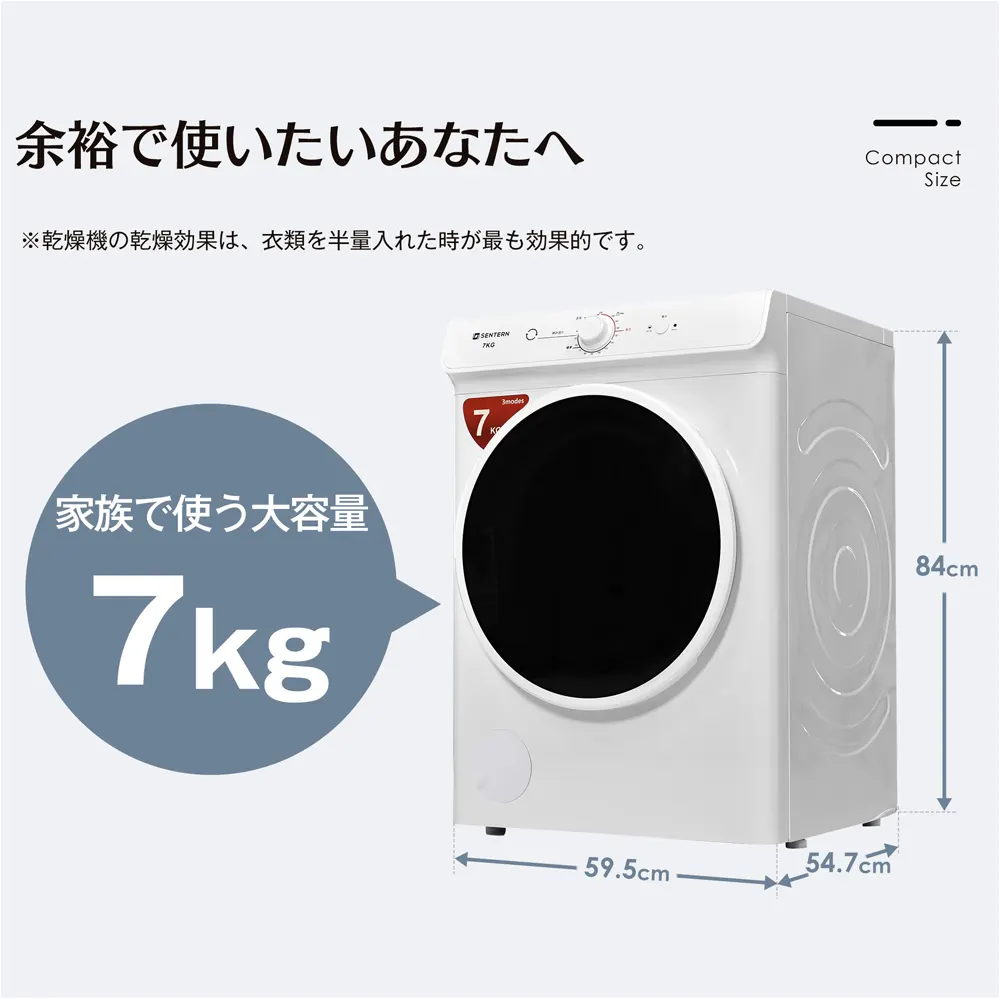 余裕で使いたいあなたへ
Compact
Size
※乾燥機の乾燥効果は、衣類を半量入れた時が最も効果的です。
SENTERN
7KG
3modes
7
KG
家族で使う大容量
7kg
84cm
59.5cm
54.7cm